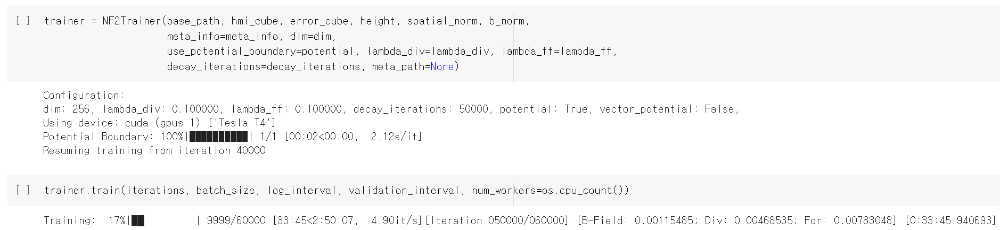 [ ] trainer = NF2Trainer(base_path, hmi_cube, error_cube, height, spatial_norm, b_norm,
meta_info=meta_info, dim=dim,
use_potential_boundary=potential, lambda_div=lambda_div, lambda_ff=lambda_ff,
decay_iterations=decay_iterations, meta_path=None)
Configuration:
dim: 256, lambda_div: 0.100000, lambda_ff: 0.100000, decay_iterations: 50000, potential: True, vector_potential: False,
Using device: cuda (gpus 1) ['Tesla T4']
Potential Boundary: 100%|██████████| 1/1 [00:02<00:00,  2.12s/it]
Resuming training from iteration 40000
[ ] trainer.train(iterations, batch_size, log_interval, validation_interval, num_workers=os.cpu_count())
Training:  17%|██        | 9999/60000 [33:45<2:50:07,  4.90it/s][Iteration 050000/060000] [B-Field: 0.00115485; Div: 0.00468535; For: 0.00783048] [0:33:45.940693]